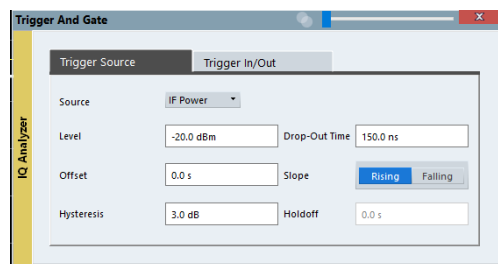 Trigger And Gate
IQ Analyzer
Trigger Source Trigger In/Out
Source IF Power
Level -20.0 dBm Drop-Out Time 150.0 ns
Offset 0.0 s Slope Rising Falling
Hysteresis 3.0 dB Holdoff 0.0 s